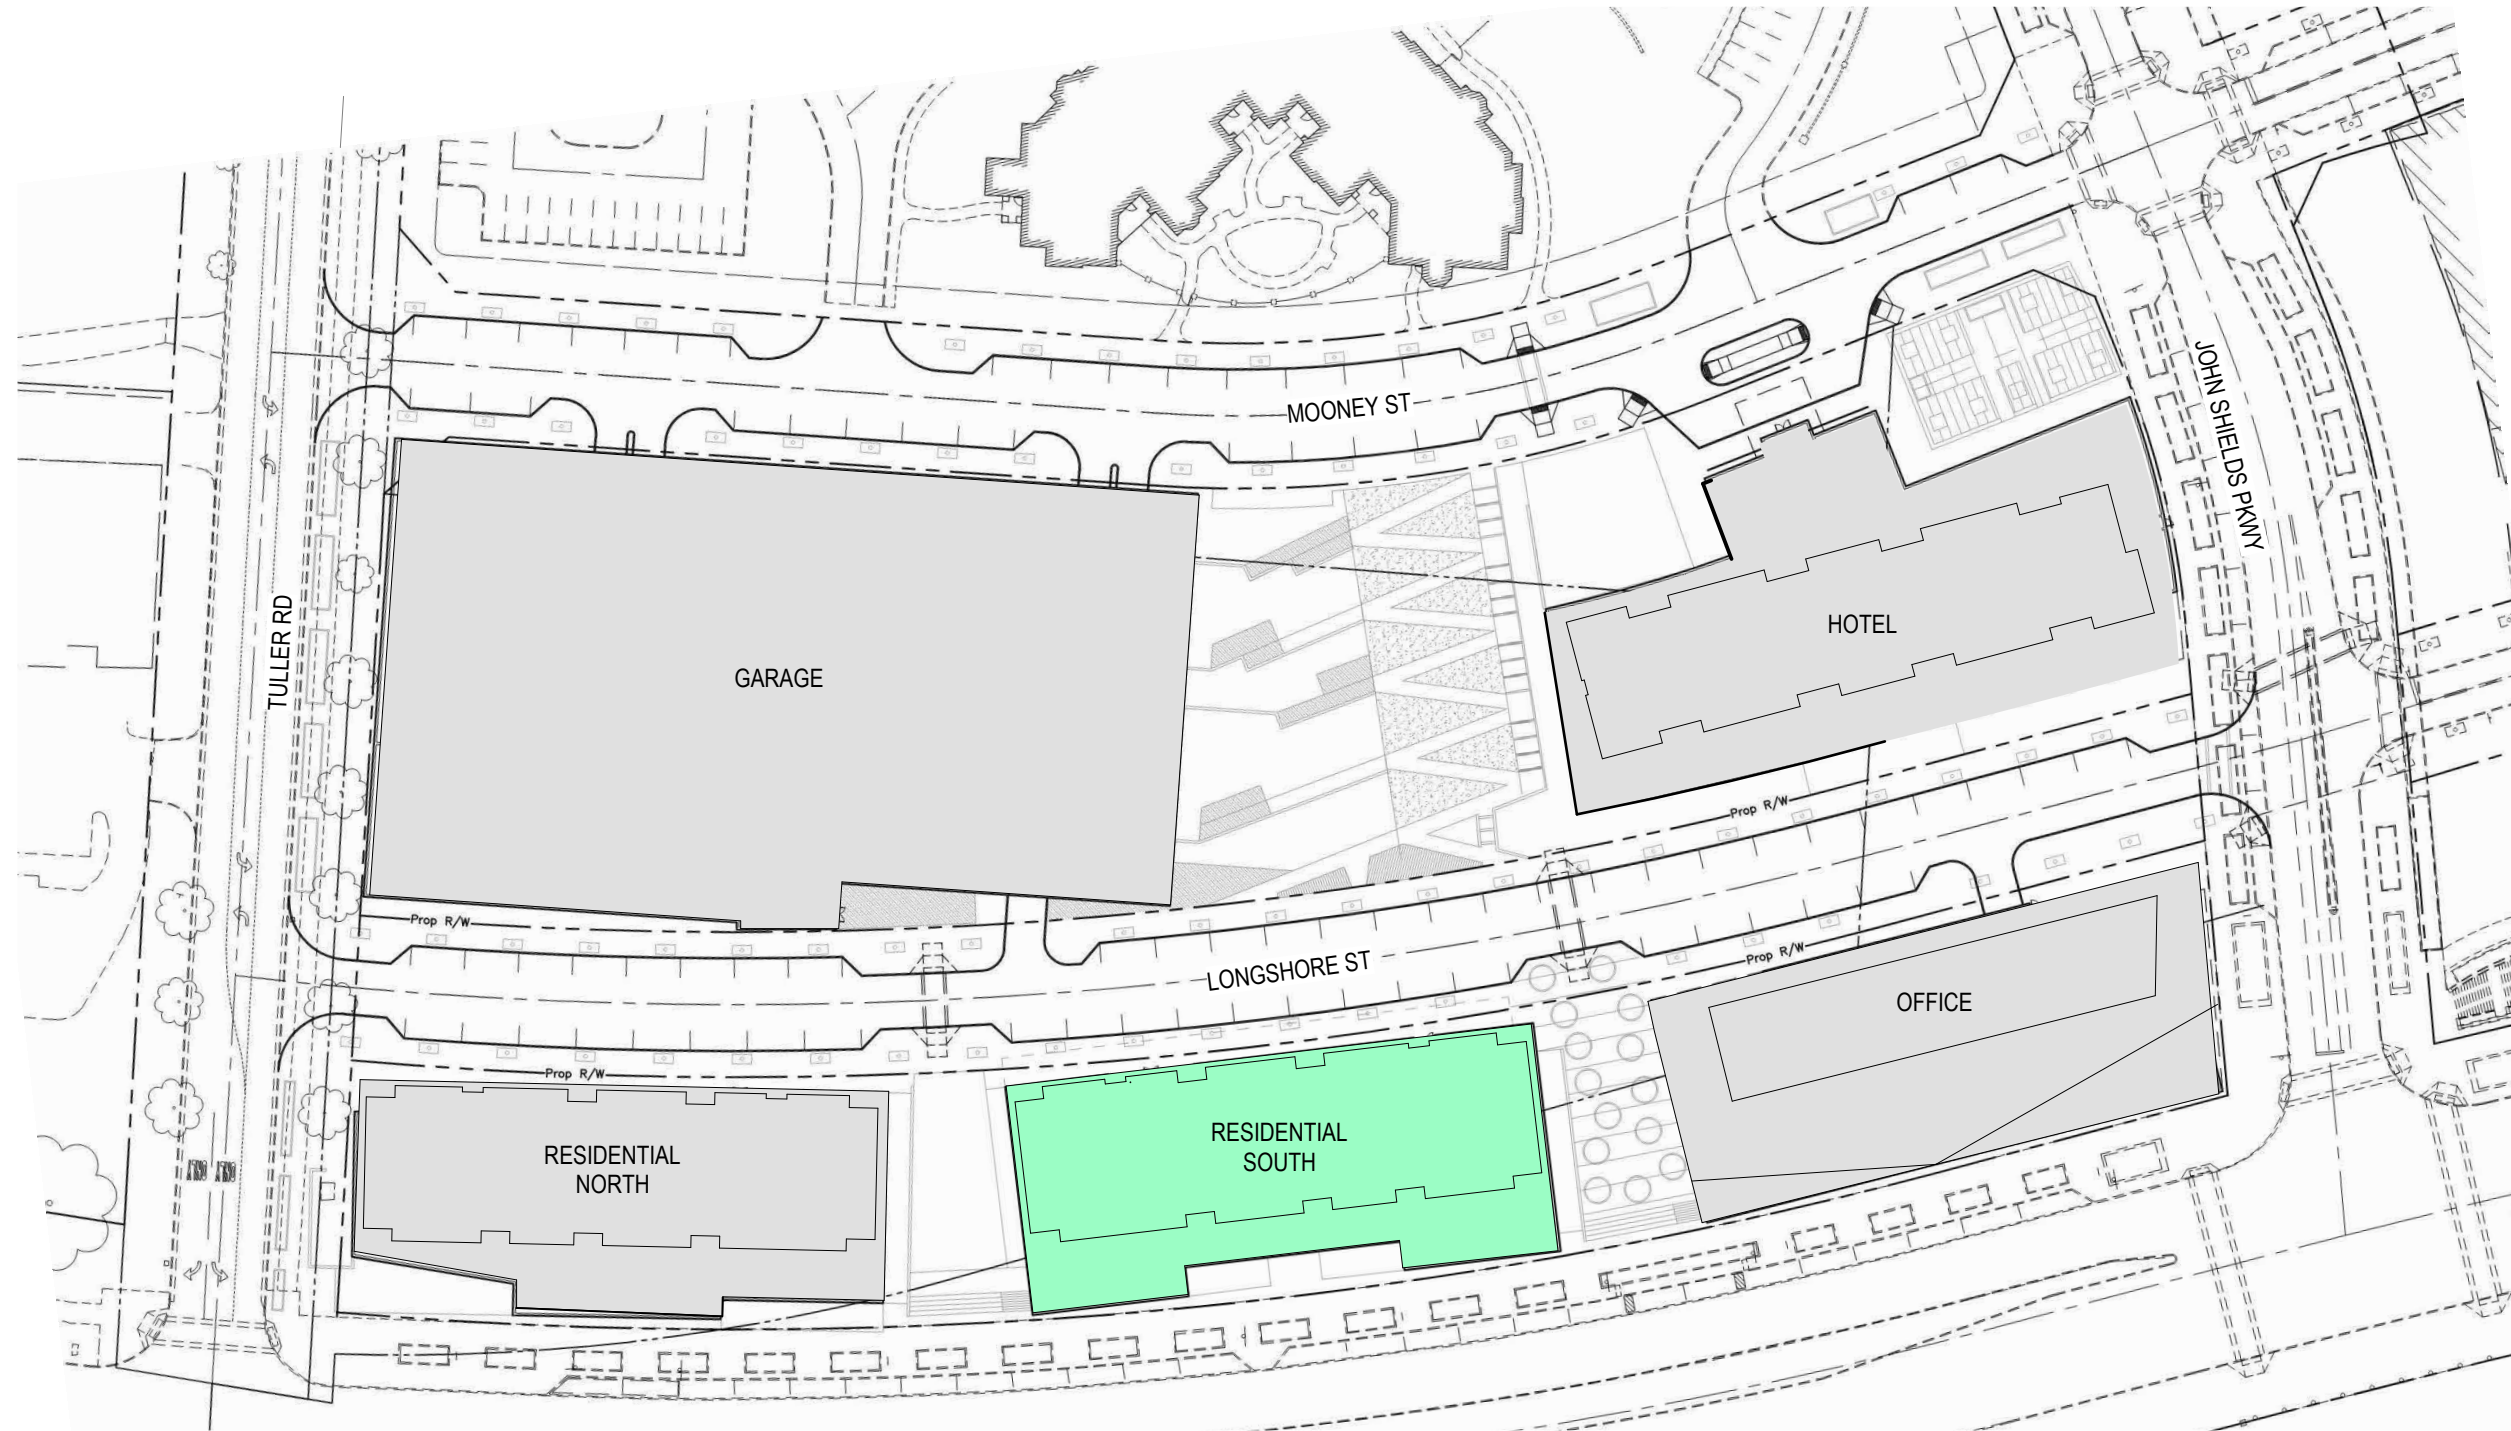 MOONEY ST
JOHN SHIELDS PKWY
TULLER RD
GARAGE
HOTEL
Prop R/W
Prop R/W
Prop R/W
LONGSHORE ST
OFFICE
Prop R/W
RESIDENTIAL
NORTH
RESIDENTIAL
SOUTH